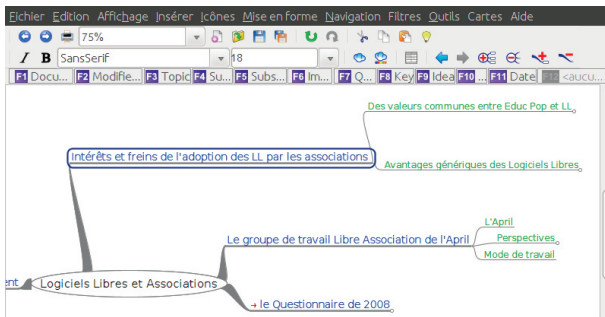 Fichier Edition Affichage Insérer Icônes Mise en forme Navigation Filtres Outils Cartes Aide
75%
I B SansSerif 18
F1 Docu... F2 Modifie... F3 Topic F4 Su... F5 Subs... F6 Im... F7 Q... F8 Key F9 Idea F10 ... F11 Date F12 <aucu...
Des valeurs communes entre Educ Pop et LL
Intérêts et freins de l'adoption des LL par les associations
Avantages génériques des Logiciels Libres
L'April
Le groupe de travail Libre Association de l'April
Perspectives
Mode de travail
ent
Logiciels Libres et Associations
→ le Questionnaire de 2008